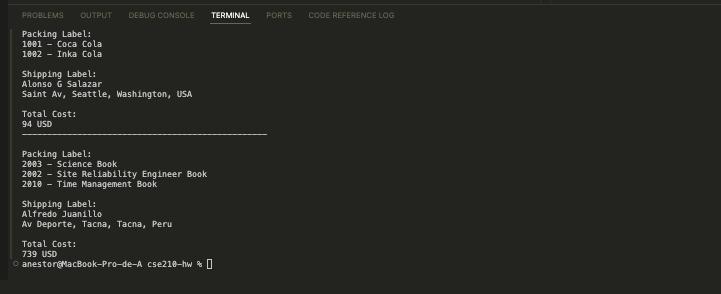 PROBLEMS OUTPUT DEBUG CONSOLE TERMINAL PORTS CODE REFERENCE LOG
Packing Label:
1001 - Coca Cola
1002 - Inka Cola
Shipping Label:
Alonso G Salazar
Saint Av, Seattle, Washington, USA
Total Cost:
94 USD
-------------------------------------------------
Packing Label:
2003 - Science Book
2002 - Site Reliability Engineer Book
2010 - Time Management Book
Shipping Label:
Alfredo Juanillo
Av Deporte, Tacna, Tacna, Peru
Total Cost:
739 USD
anestor@MacBook-Pro-de-A cse210-hw %